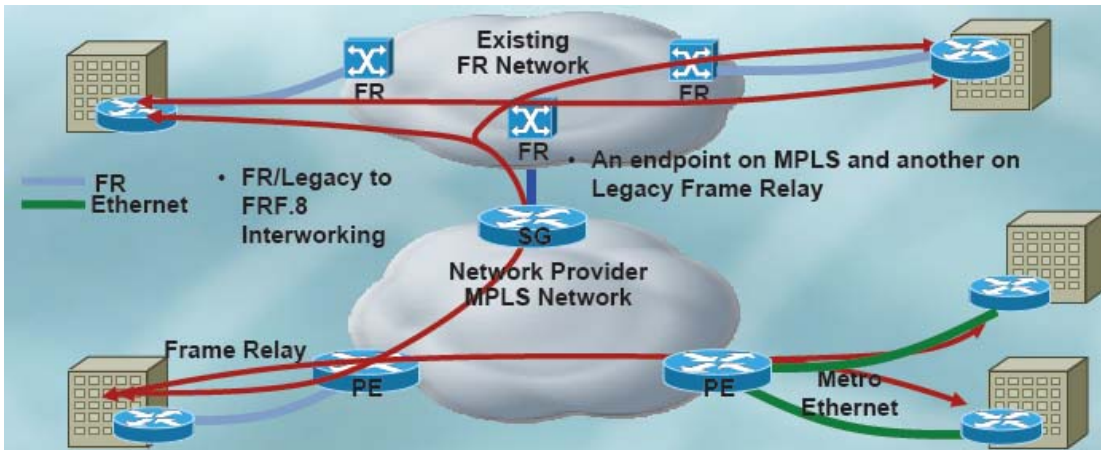 Existing
FR Network
FR
FR
FR
FR
Ethernet
• FR/Legacy to
FRF.8
Interworking
• An endpoint on MPLS and another on
Legacy Frame Relay
SG
Network Provider
MPLS Network
Frame Relay
PE
PE
Metro
Ethernet